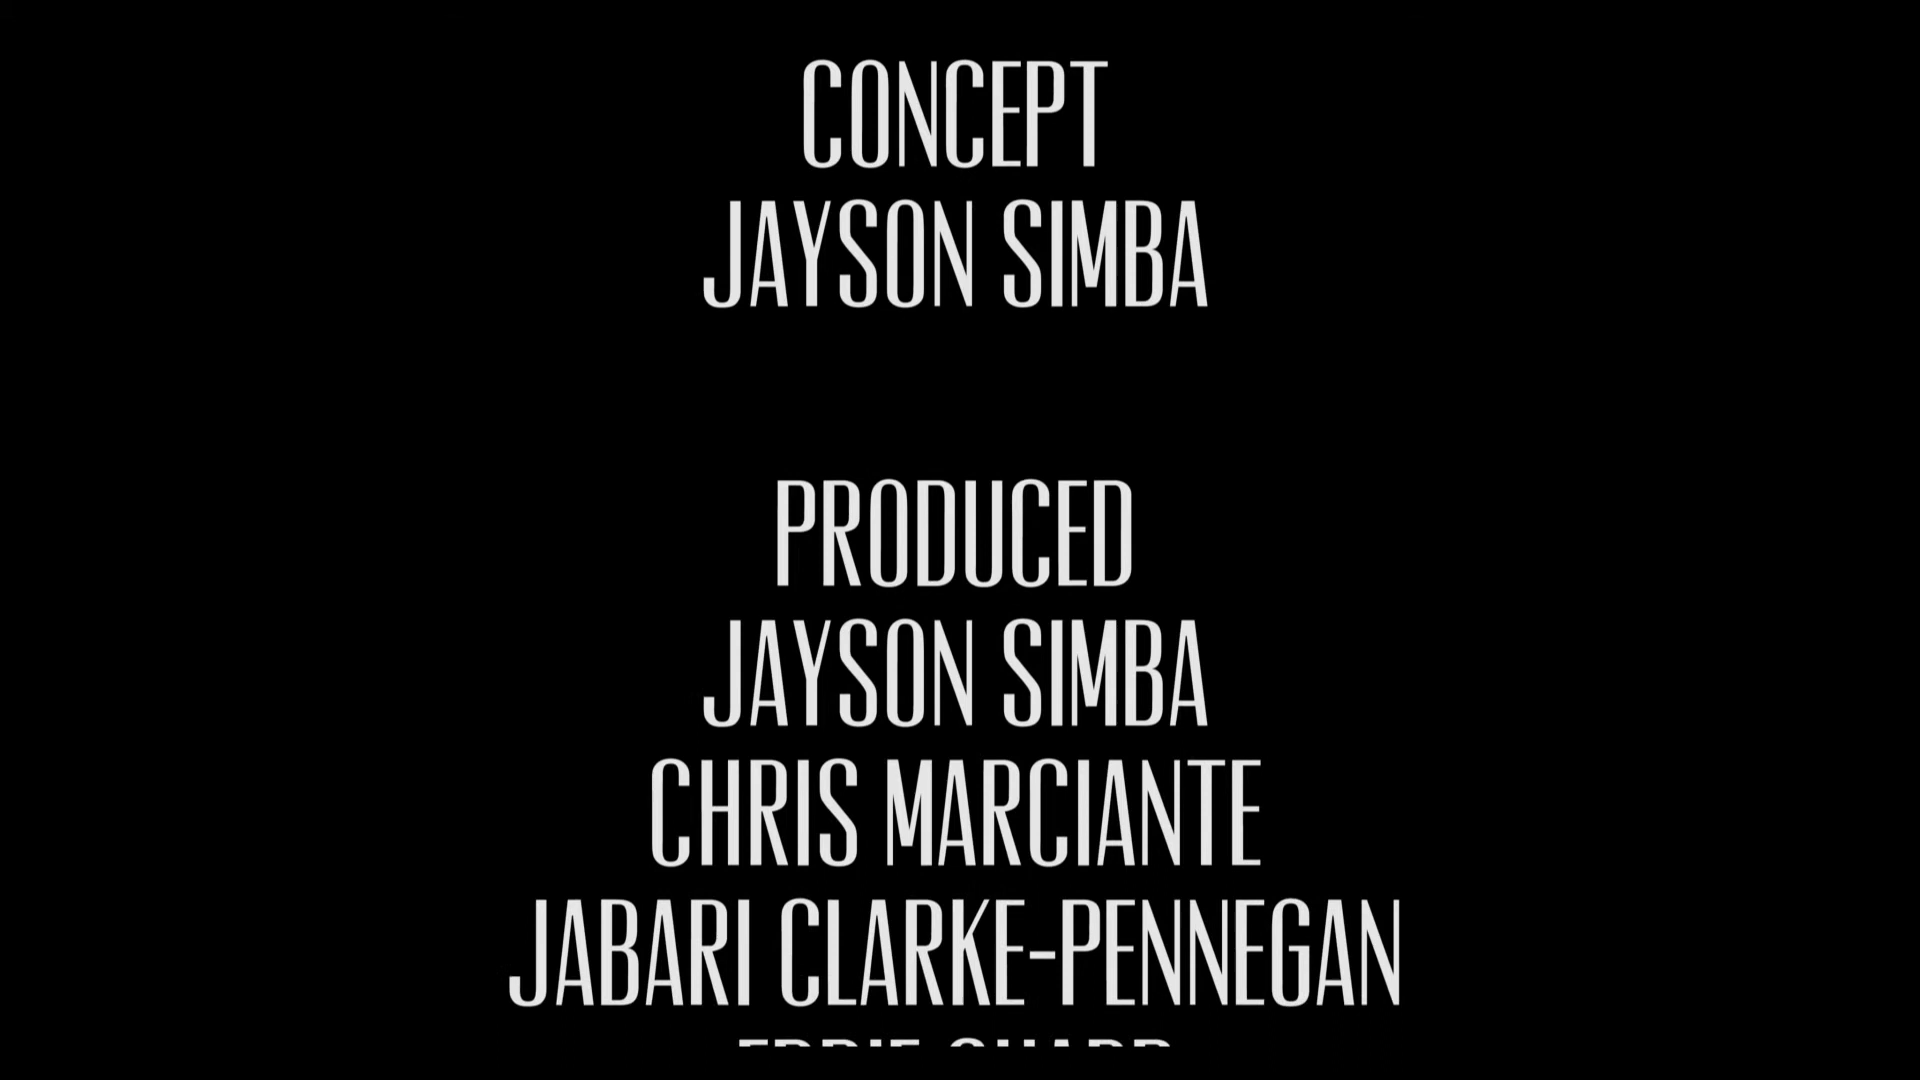 CONCEPT
JAYSON SIMBA
PRODUCED
JAYSON SIMBA
CHRIS MARCIANTE
JABARI CLARKE-PENNEGAN